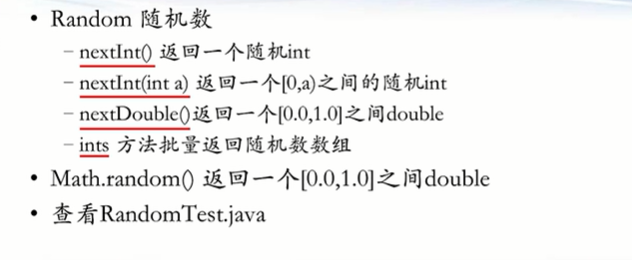 • Random 随机数
– nextInt() 返回一个随机int
– nextInt(int a) 返回一个[0,a)之间的随机int
– nextDouble()返回一个[0.0,1.0]之间double
– ints 方法批量返回随机数数组
• Math.random() 返回一个[0.0,1.0]之间double
• 查看RandomTest.java